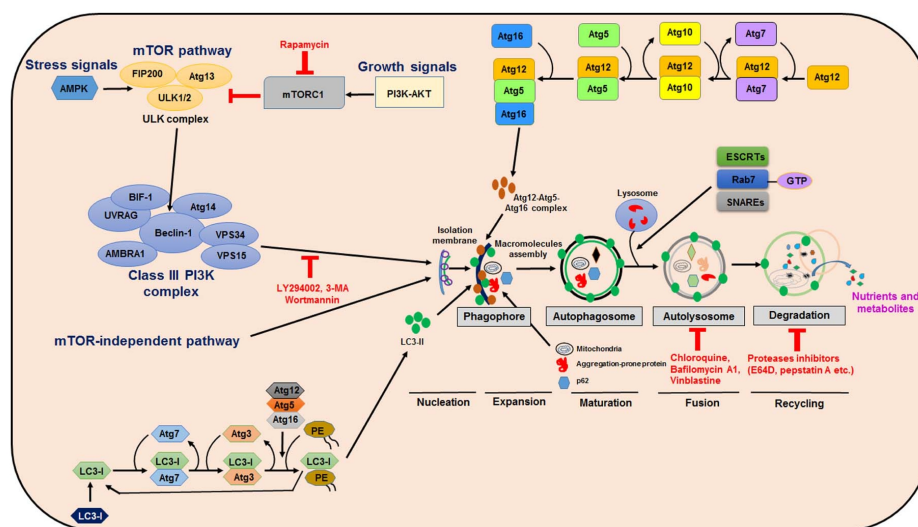 mTOR pathway
Stress signals
AMPK
FIP200
Atg13
ULK1/2
ULK complex
Rapamycin
mTORC1
Growth signals
PI3K-AKT
Atg16
Atg5
Atg10
Atg7
Atg12
Atg5
Atg16
Atg12
Atg5
Atg12
Atg10
Atg12
Atg7
Atg12
Atg12-Atg5-
Atg16 complex
ESCRTs
Rab7
GTP
SNAREs
Lysosome
BIF-1
UVRAG
Atg14
Beclin-1
VPS34
VPS15
AMBRA1
Class III PI3K
complex
LY294002, 3-MA
Wortmannin
mTOR-independent pathway
Isolation
membrane
Macromolecules
assembly
Phagophore
Autophagosome
Autolysosome
Degradation
Nutrients and
metabolites
LC3-II
Mitochondria
Aggregation-prone protein
p62
Chloroquine,
Bafilomycin A1,
Vinblastine
Proteases inhibitors
(E64D, pepstatin A etc.)
Nucleation
Expansion
Maturation
Fusion
Recycling
Atg12
Atg5
Atg16
Atg7
Atg3
PE
LC3-I
LC3-I
Atg7
LC3-I
Atg3
LC3-I
PE
LC3-I